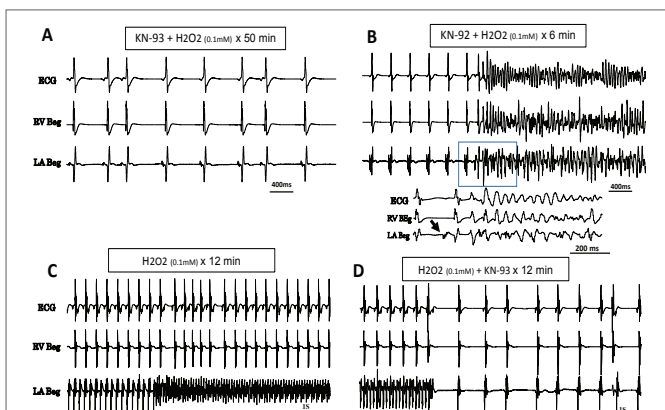 A
KN-93 + H2O2 (0.1mM) x 50 min
ECG
RV Beg
LA Beg
400ms
B
KN-92 + H2O2 (0.1mM) x 6 min
400ms
ECG
RV BEg
LA Beg
200 ms
C
H2O2 (0.1mM) x 12 min
ECG
RV Beg
LA Beg
1S
D
H2O2 (0.1mM) + KN-93 x 12 min
1S